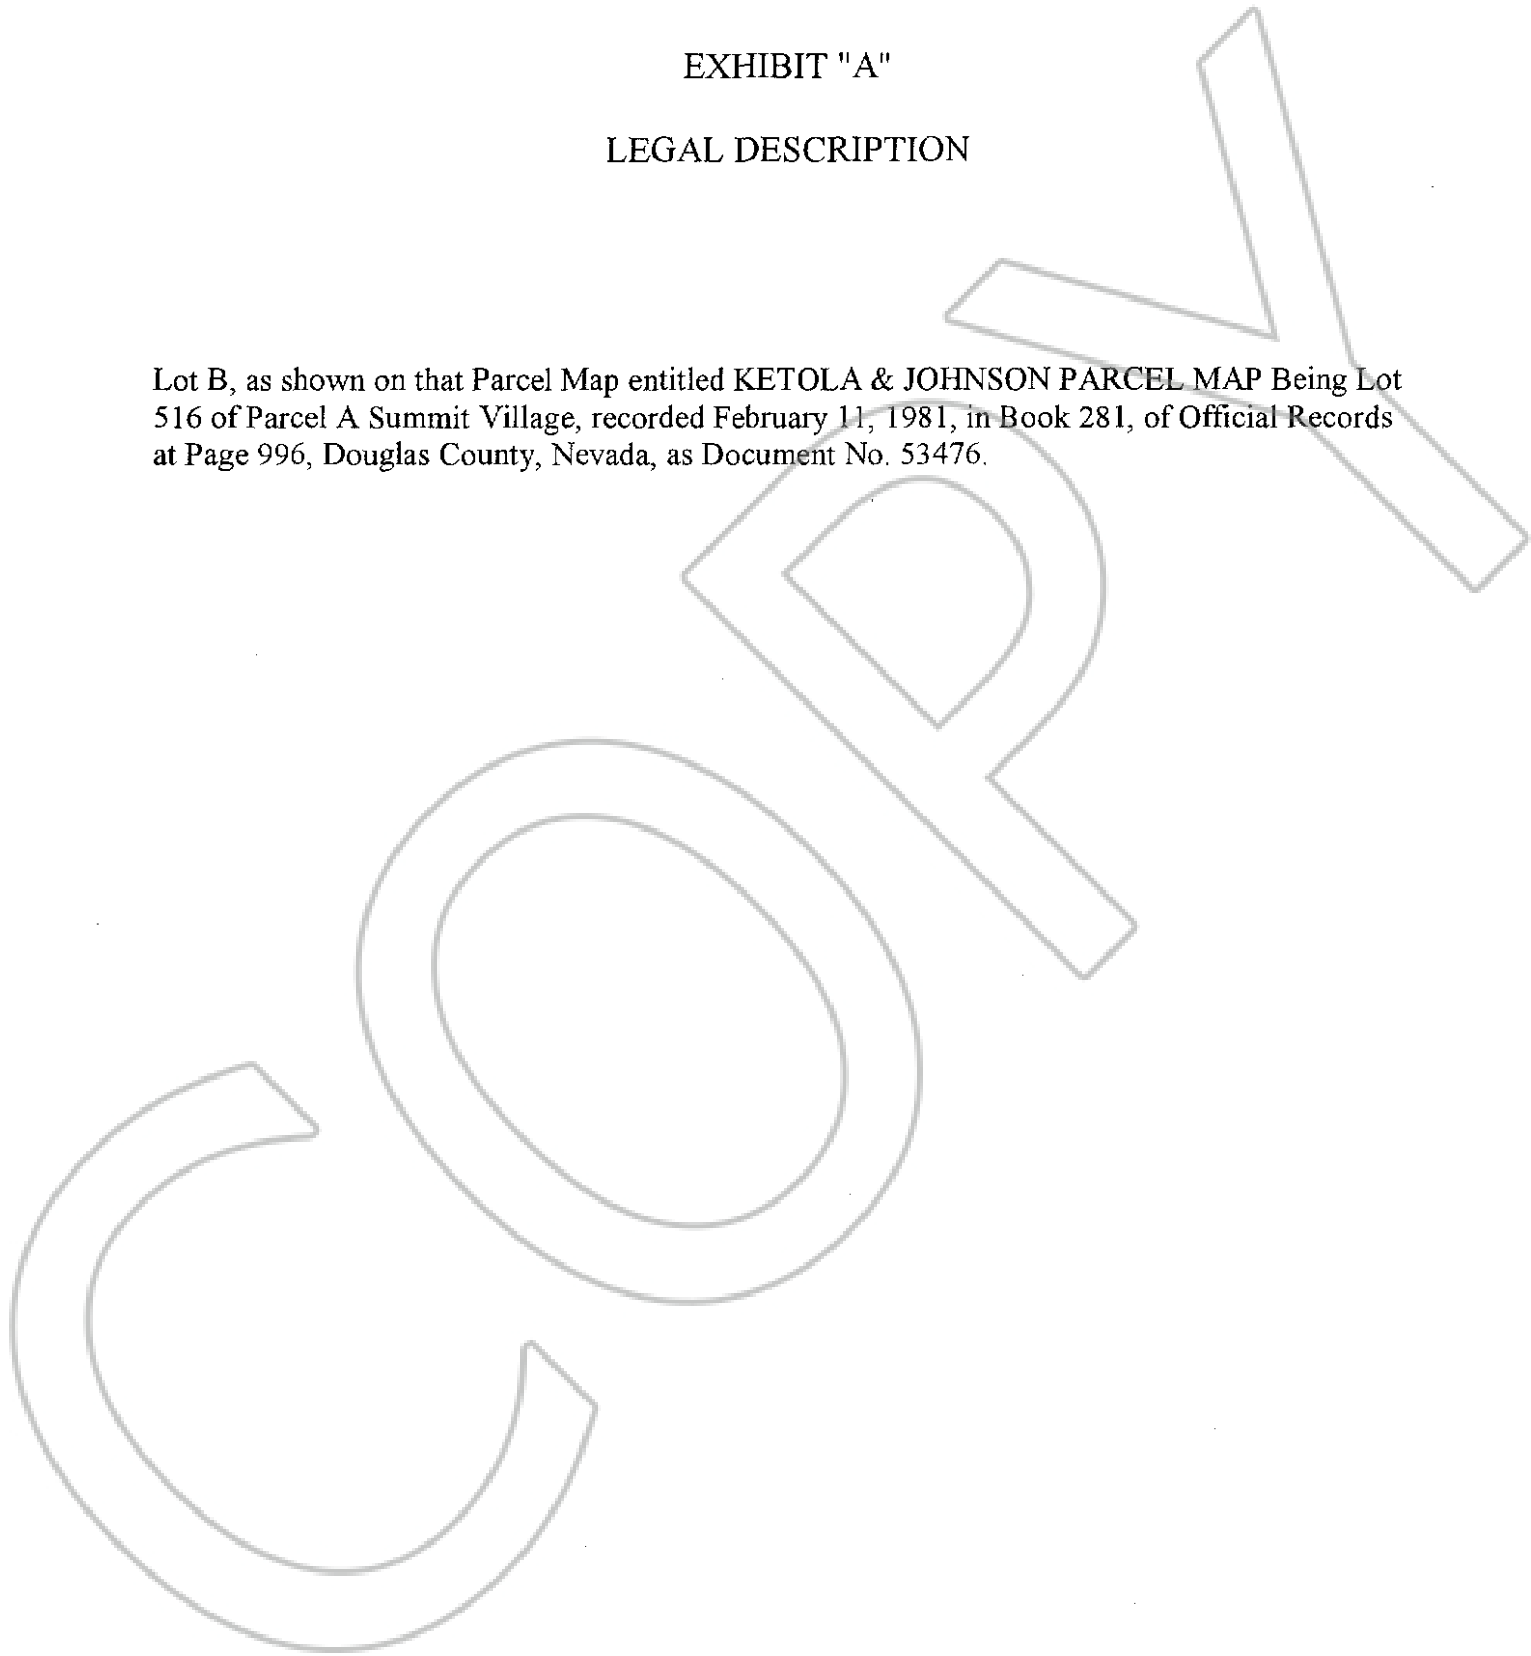 EXHIBIT "A"
LEGAL DESCRIPTION
Lot B, as shown on that Parcel Map entitled KETOLA & JOHNSON PARCEL MAP Being Lot
516 of Parcel A Summit Village, recorded February 11, 1981, in Book 281, of Official Records
at Page 996, Douglas County, Nevada, as Document No. 53476.
COPY